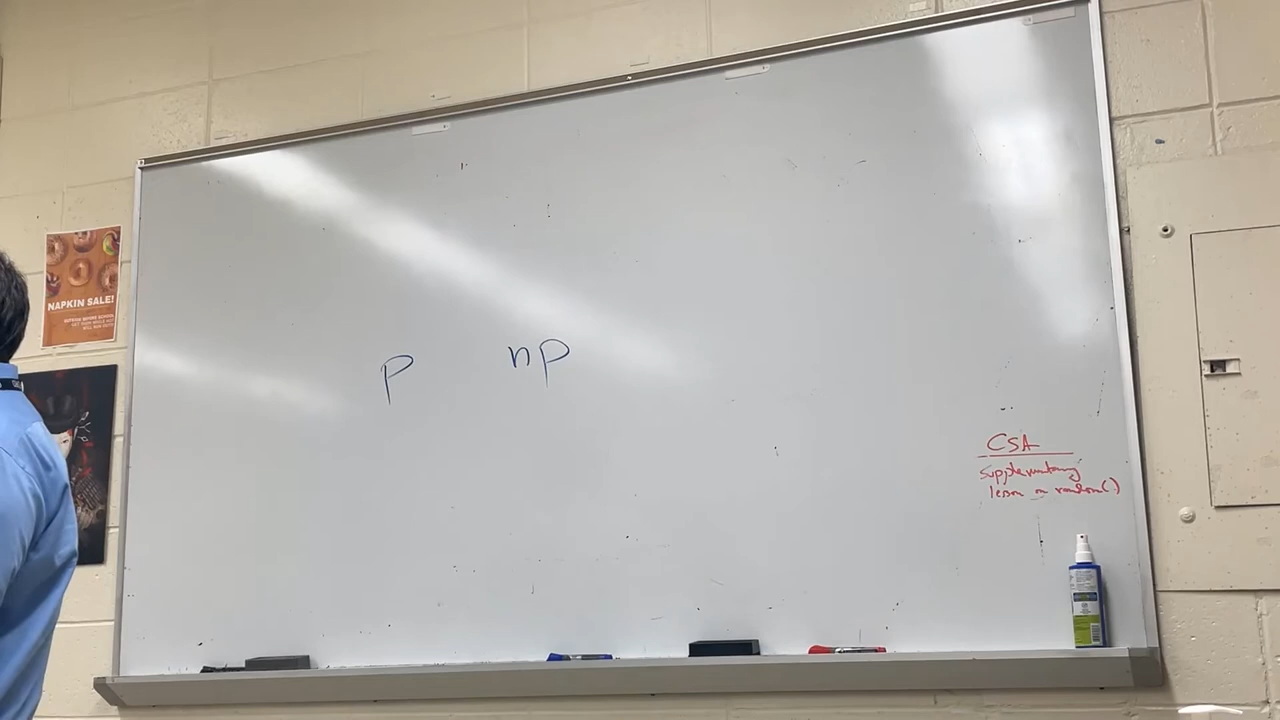 NAPKIN SALE!
p np
CSA
supplementary
lesson on random()